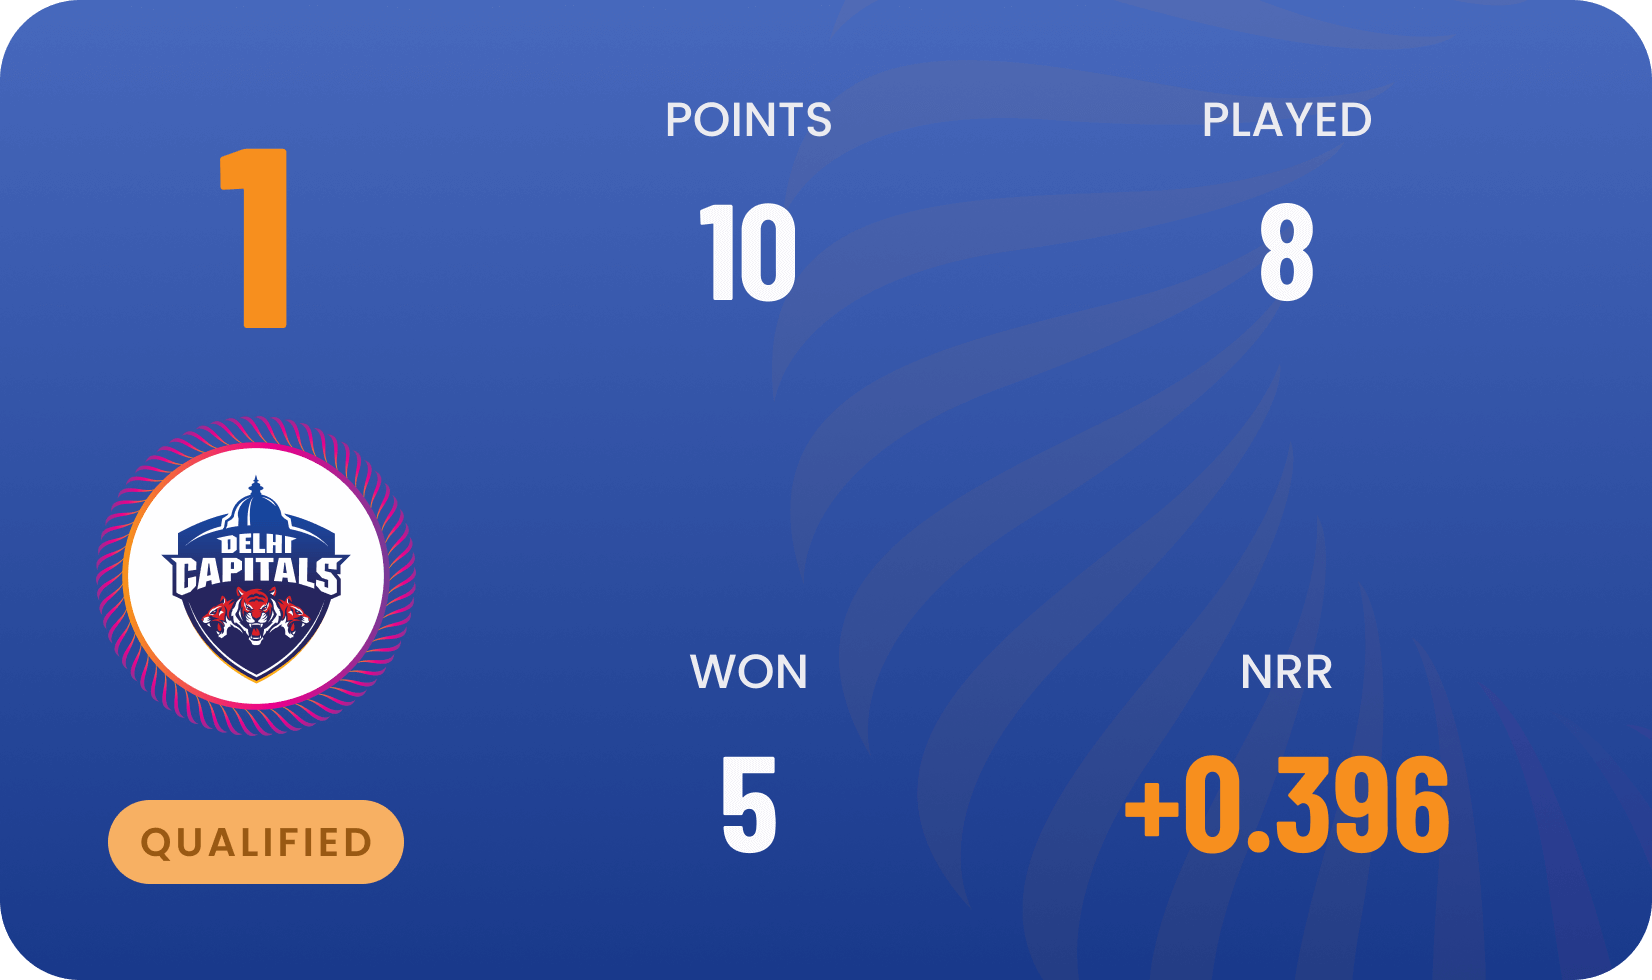 1
DELHI
CAPITALS
QUALIFIED
POINTS
10
PLAYED
8
WON
5
NRR
+0.396